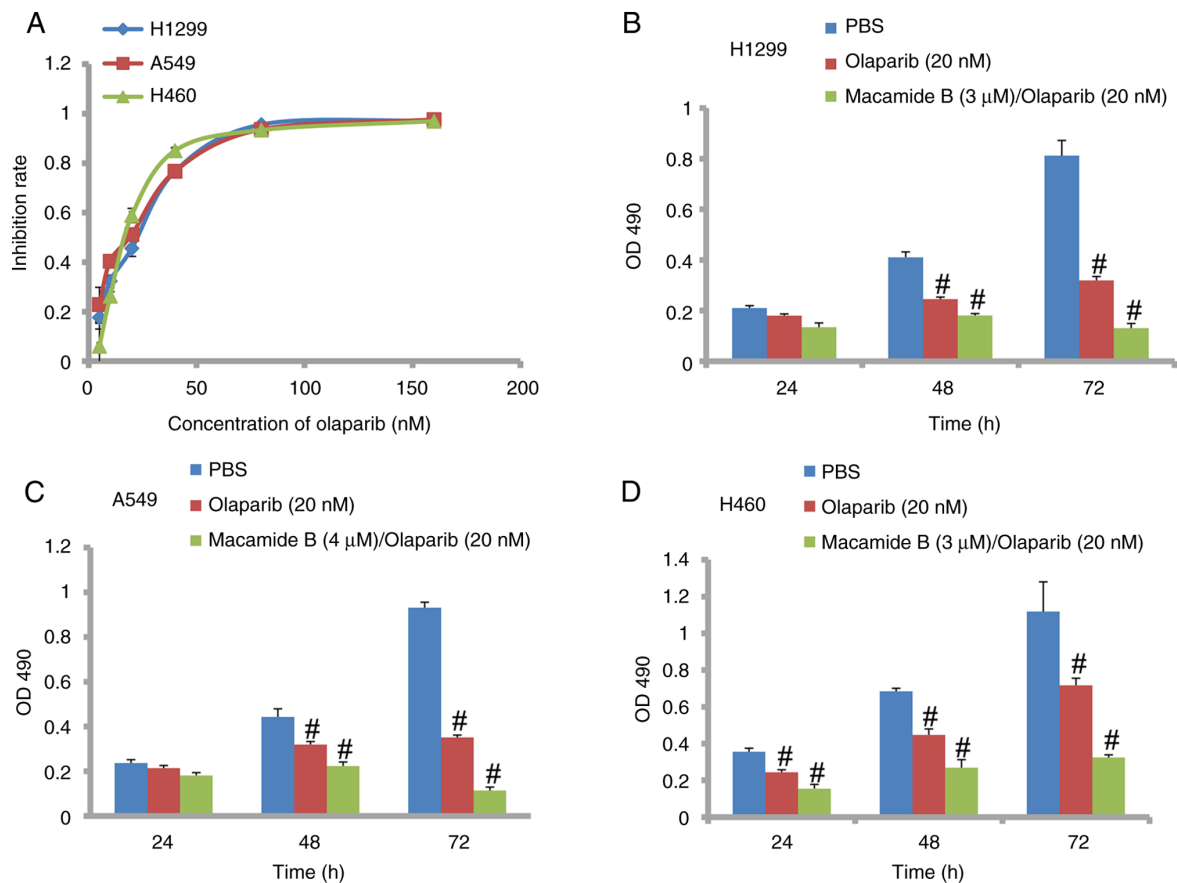 A
H1299
A549
H460
1.2
1
0.8
0.6
0.4
0.2
0
Inhibition rate
0
50
100
150
200
Concentration of olaparib (nM)
B
H1299
PBS
Olaparib (20 nM)
Macamide B (3 μM)/Olaparib (20 nM)
1
0.8
0.6
0.4
0.2
0
OD 490
# #
#
#
24
48
72
Time (h)
C
A549
PBS
Olaparib (20 nM)
Macamide B (4 μM)/Olaparib (20 nM)
1.2
1
0.8
0.6
0.4
0.2
0
OD 490
#
#
#
#
24
48
72
Time (h)
D
H460
PBS
Olaparib (20 nM)
Macamide B (3 μM)/Olaparib (20 nM)
1.4
1.2
1
0.8
0.6
0.4
0.2
0
OD 490
#
#
#
#
#
#
24
48
72
Time (h)